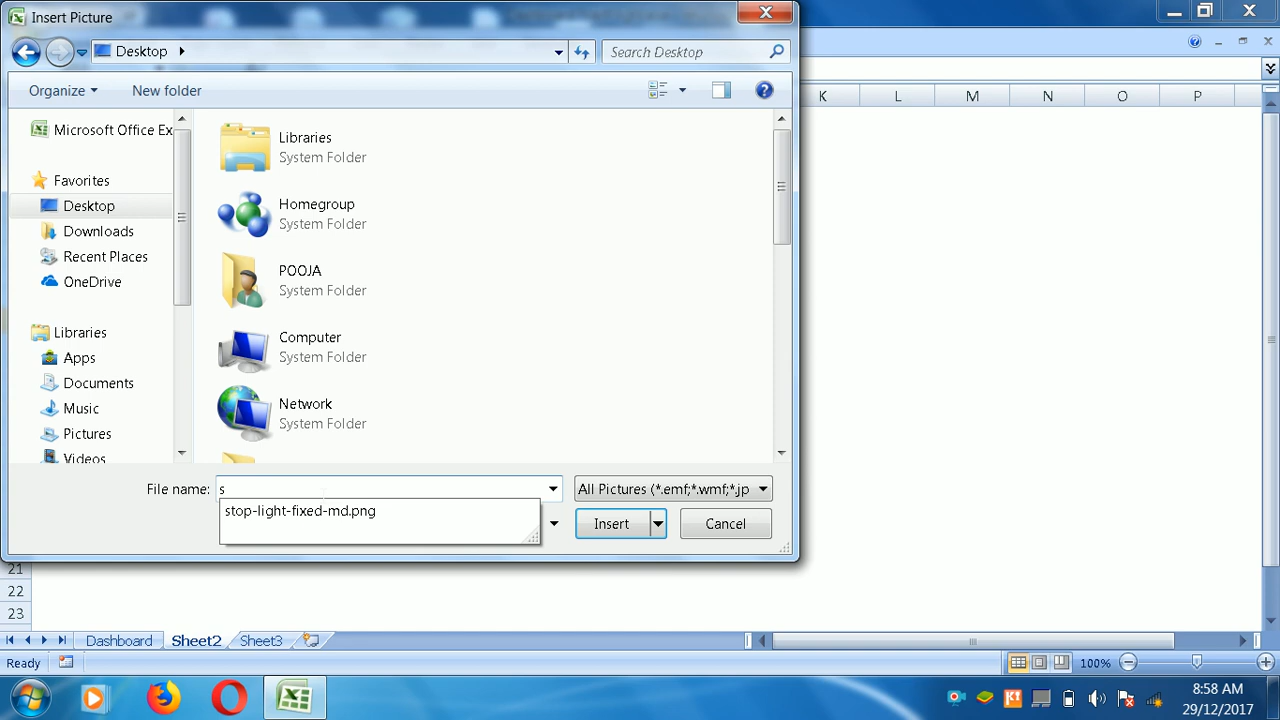 Insert Picture
Desktop
Search Desktop
Organize
New folder
K L M N O P
Microsoft Office Ex
Favorites
Desktop
Downloads
Recent Places
OneDrive
Libraries
Apps
Documents
Music
Pictures
Videos
Libraries
System Folder
Homegroup
System Folder
POOJA
System Folder
Computer
System Folder
Network
System Folder
File name: s
All Pictures (*.emf;*.wmf;*.jp
stop-light-fixed-md.png
Insert
Cancel
21
22
23
Dashboard Sheet2 Sheet3
Ready
100%
8:58 AM
29/12/2017